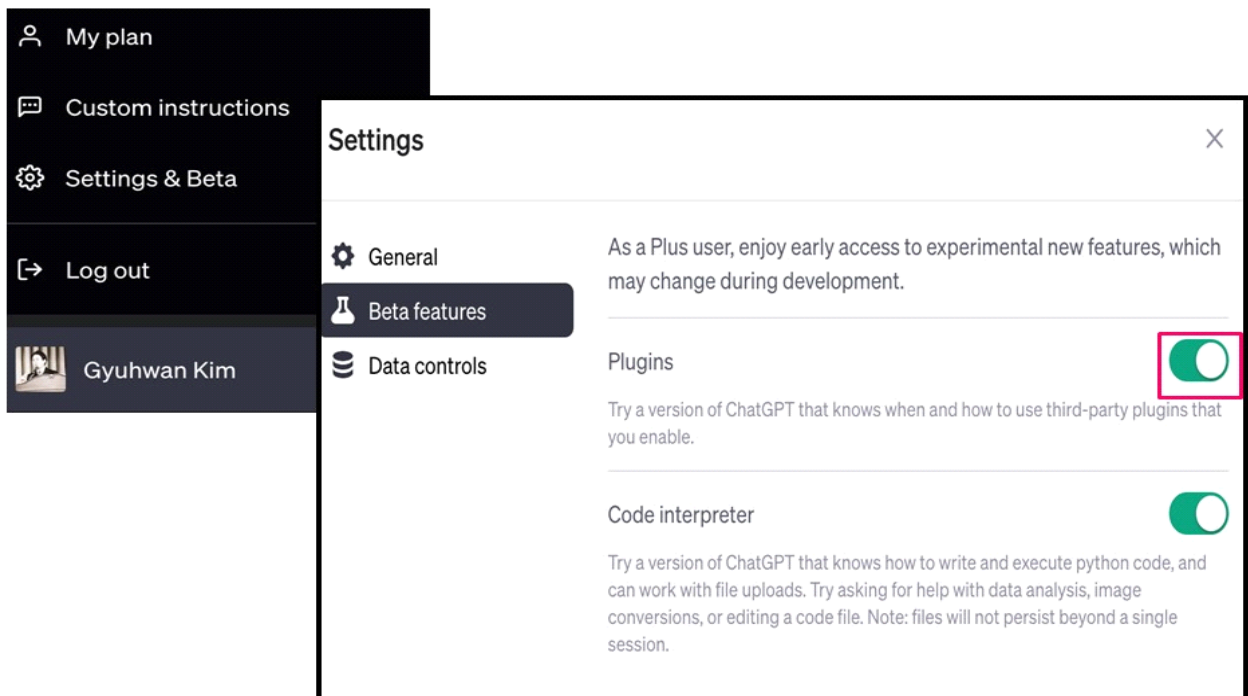 My plan
Custom instructions
Settings & Beta
Log out
Gyuhwan Kim
Settings
General
Beta features
Data controls
As a Plus user, enjoy early access to experimental new features, which
may change during development.
Plugins
Try a version of ChatGPT that knows when and how to use third-party plugins that
you enable.
Code interpreter
Try a version of ChatGPT that knows how to write and execute python code, and
can work with file uploads. Try asking for help with data analysis, image
conversions, or editing a code file. Note: files will not persist beyond a single
session.